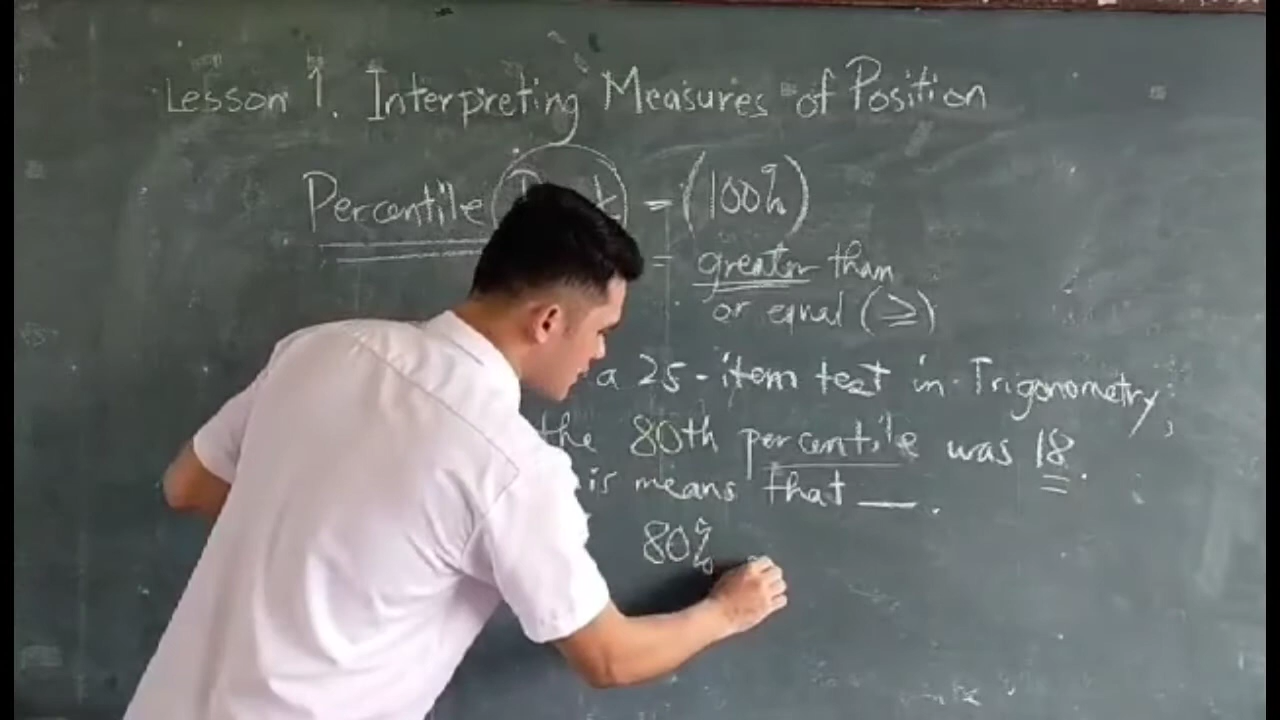 Lesson 1. Interpreting Measures of Position
Percentile = (100%)
= greater than
or equal (≥)
a 25-item test in Trigonometry,
the 80th percentile was 18.
is means that __.
80%